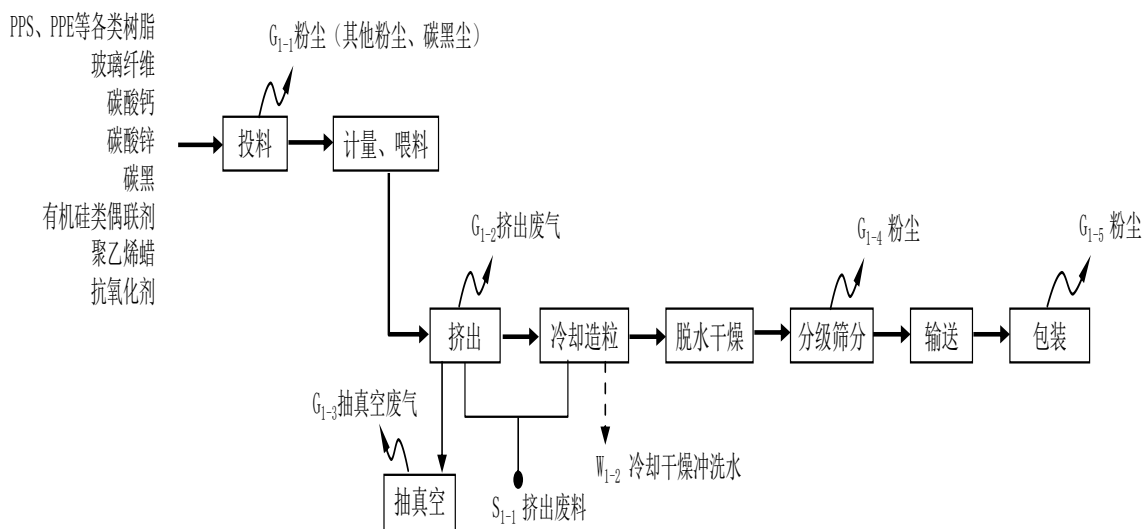 PPS、PPE等各类树脂
玻璃纤维
碳酸钙
碳酸锌
碳黑
有机硅类偶联剂
聚乙烯蜡
抗氧化剂
G1-1粉尘（其他粉尘、碳黑尘）
投料
计量、喂料
G1-2挤出废气
G1-4 粉尘
G1-5 粉尘
挤出
冷却造粒
脱水干燥
分级筛分
输送
包装
G1-3抽真空废气
抽真空
S1-1 挤出废料
W1-2 冷却干燥冲洗水